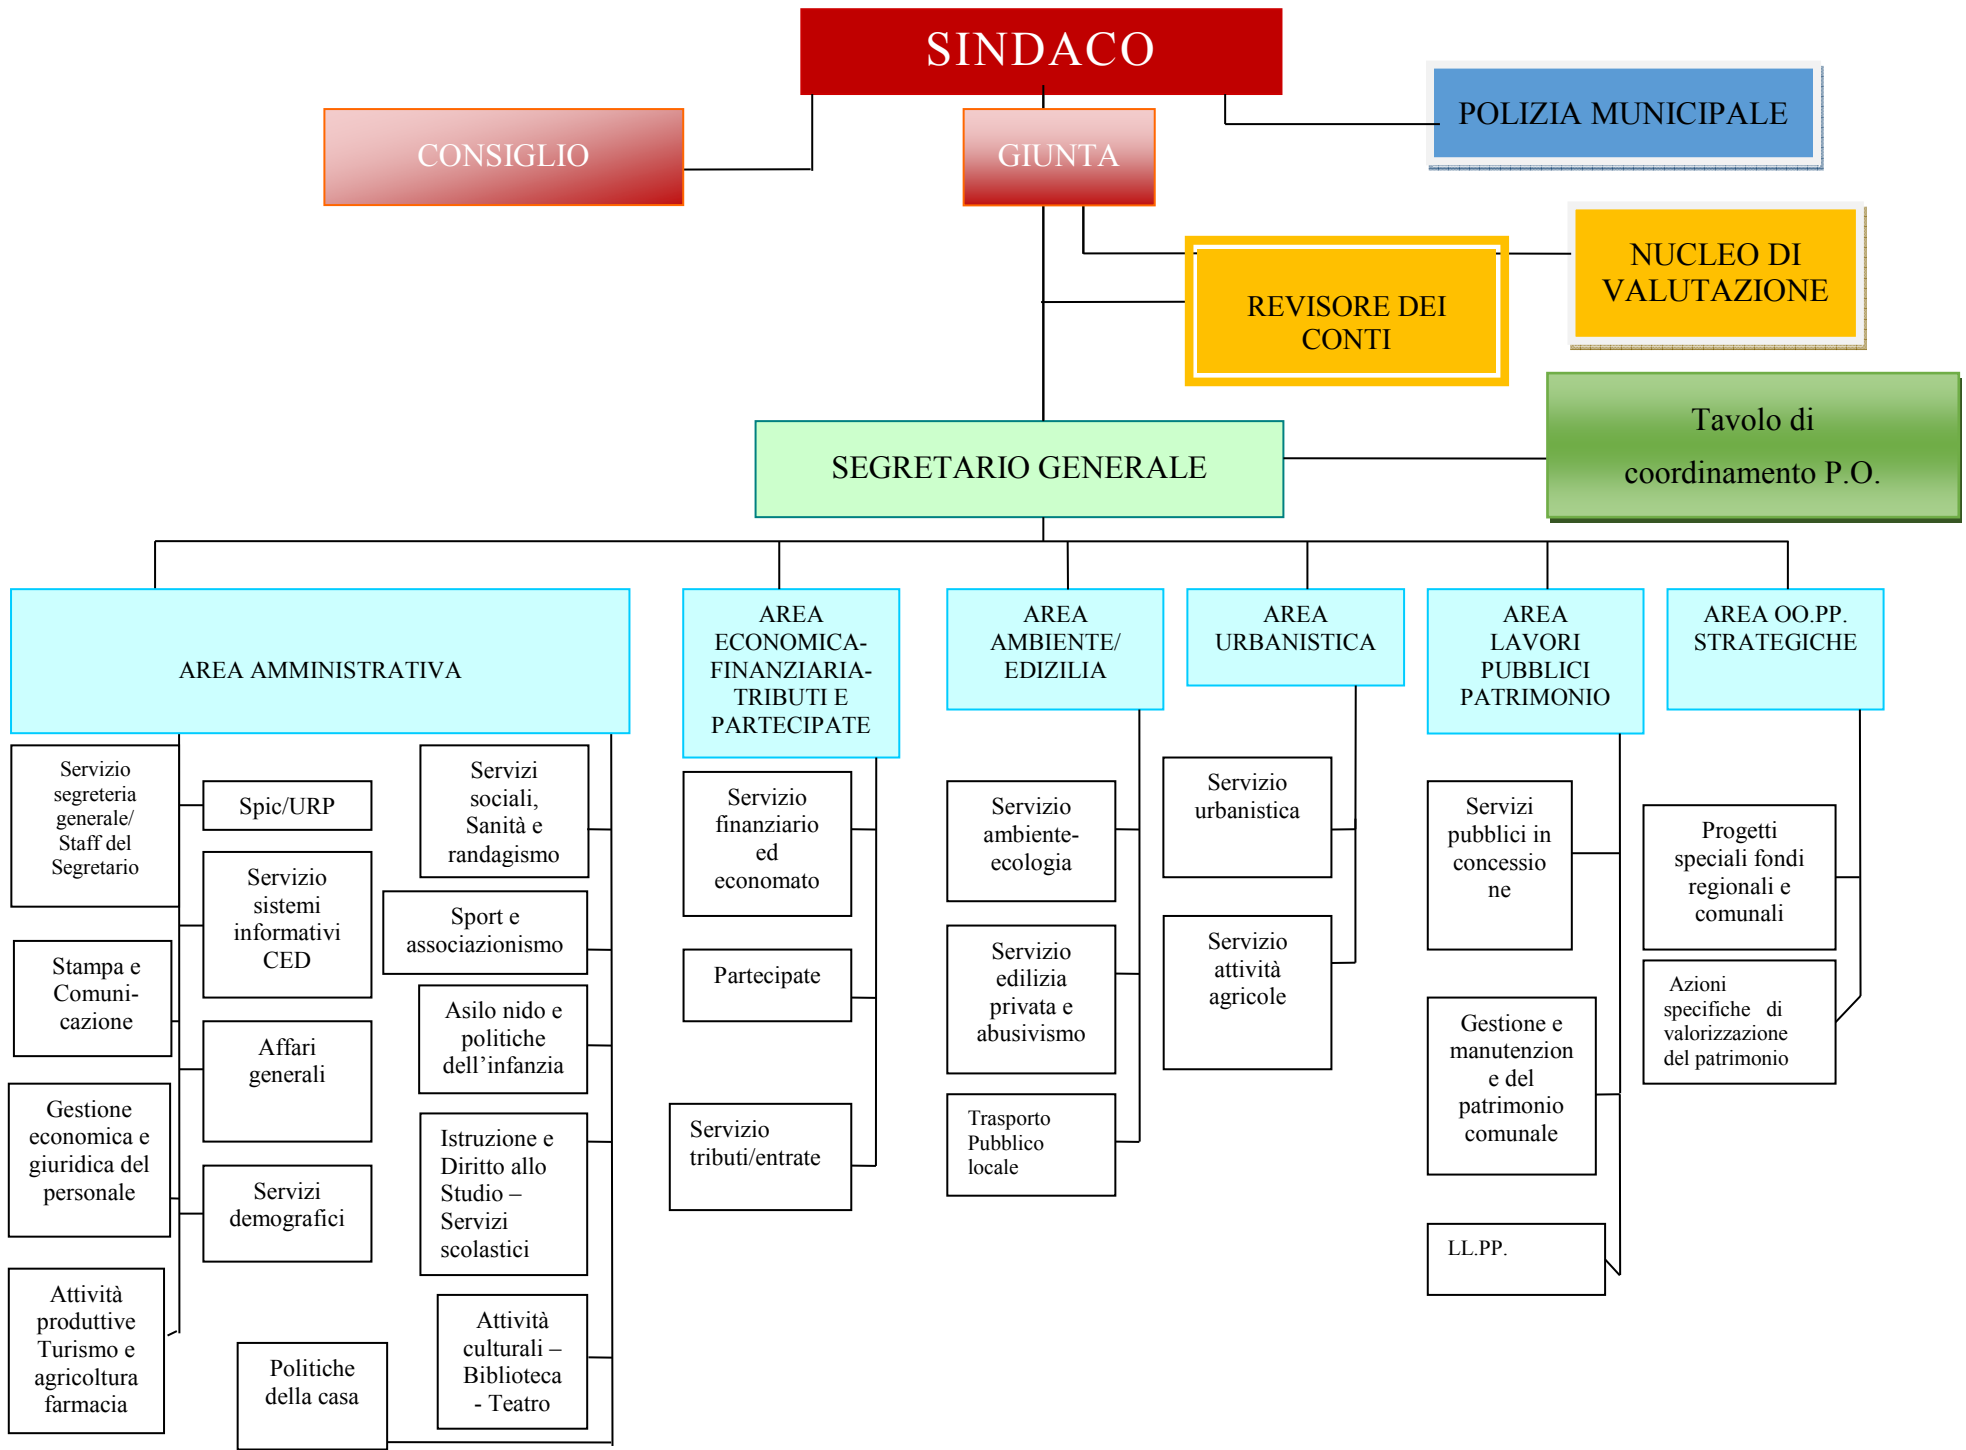 SINDACO
CONSIGLIO
GIUNTA
POLIZIA MUNICIPALE
NUCLEO DI
VALUTAZIONE
REVISORE DEI
CONTI
Tavolo di
coordinamento P.O.
SEGRETARIO GENERALE
AREA AMMINISTRATIVA
AREA
ECONOMICA-
FINANZIARIA-
TRIBUTI E
PARTECIPATE
AREA
AMBIENTE/
EDIZILIA
AREA
URBANISTICA
AREA
LAVORI
PUBBLICI
PATRIMONIO
AREA OO.PP.
STRATEGICHE
Servizio
segreteria
generale/
Staff del
Segretario
Stampa e
Comuni-
cazione
Gestione
economica e
giuridica del
personale
Attività
produttive
Turismo e
agricoltura
farmacia
Spic/URP
Servizio
sistemi
informativi
CED
Affari
generali
Servizi
demografici
Politiche
della casa
Servizi
sociali,
Sanità e
randagismo
Sport e
associazionismo
Asilo nido e
politiche
dell’infanzia
Istruzione e
Diritto allo
Studio –
Servizi
scolastici
Attività
culturali –
Biblioteca
- Teatro
Servizio
finanziario
ed
economato
Partecipate
Servizio
tributi/entrate
Servizio
ambiente-
ecologia
Servizio
edilizia
privata e
abusivismo
Trasporto
Pubblico
locale
Servizio
urbanistica
Servizio
attività
agricole
Servizi
pubblici in
concessio
ne
Gestione e
manutenzion
e del
patrimonio
comunale
LL.PP.
Progetti
speciali fondi
regionali e
comunali
Azioni
specifiche di
valorizzazione
del patrimonio